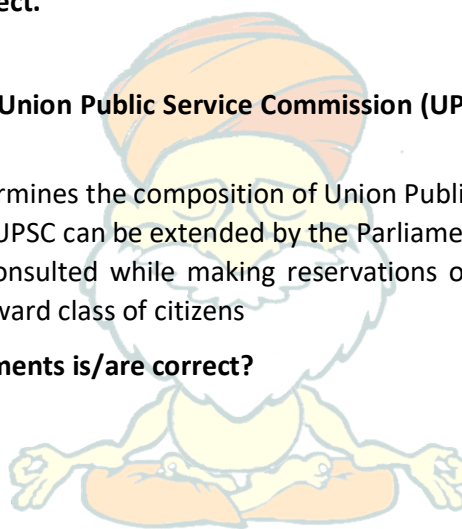 ect.
Union Public Service Commission (UP
rmines the composition of Union Publi
UPSC can be extended by the Parliame
onsulted while making reservations o
ward class of citizens
ments is/are correct?